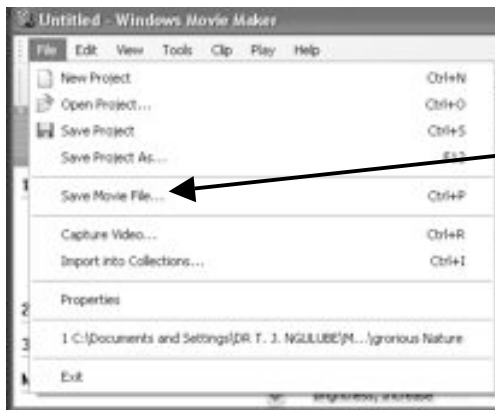 Untitled - Windows Movie Maker
File Edit View Tools Clip Play Help
New Project Ctrl+N
Open Project... Ctrl+O
Save Project Ctrl+S
Save Project As... F12
Save Movie File... Ctrl+P
Capture Video... Ctrl+R
Import into Collections... Ctrl+I
Properties
1 C:\Documents and Settings\DR T. J. NGULUBE\M...\grorious Nature
Exit